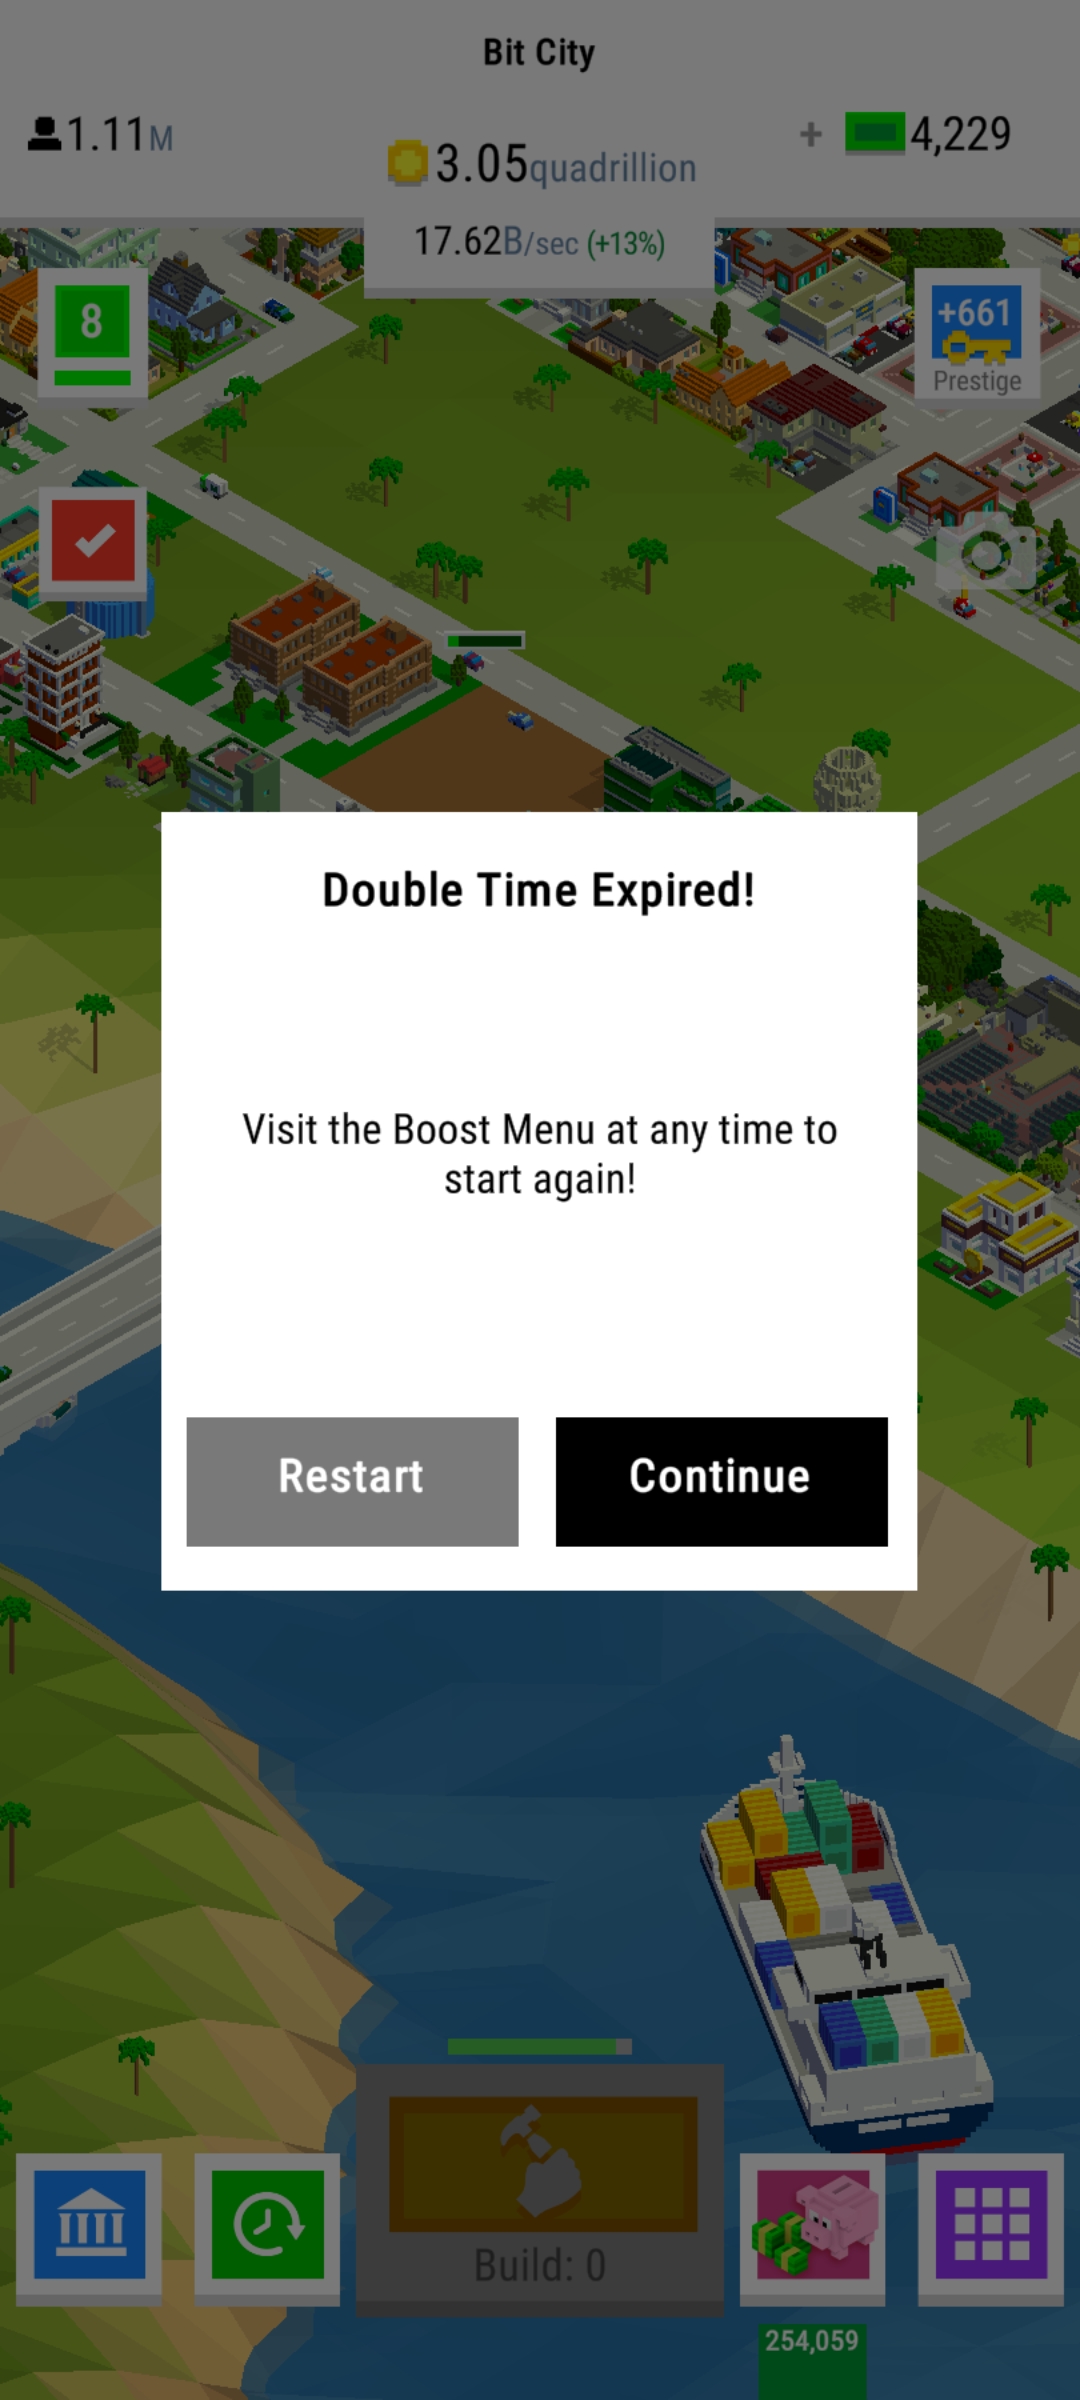 Bit City
1.11M
3.05quadrillion
+ 4,229
17.62B/sec (+13%)
8
+661
Prestige
Double Time Expired!
Visit the Boost Menu at any time to
start again!
Restart
Continue
Build: 0
254,059